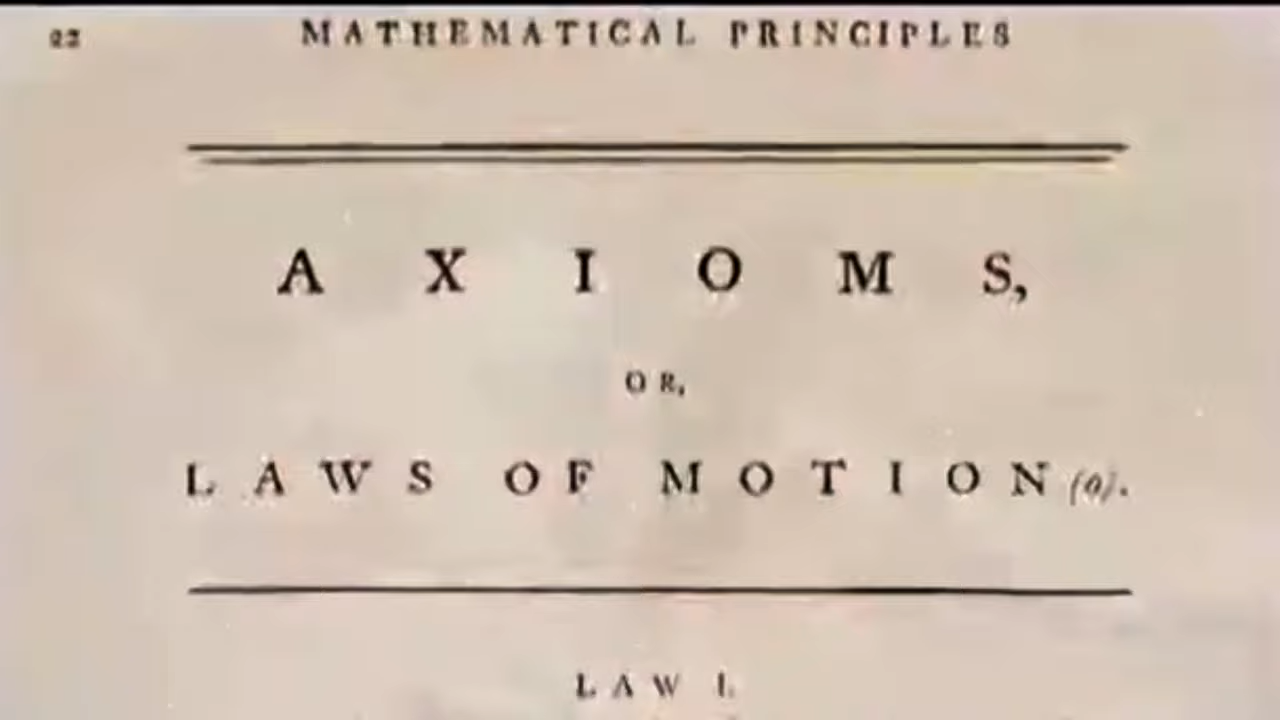 22 MATHEMATICAL PRINCIPLES
AXIOMS,
OR,
LAWS OF MOTION (a).
LAW I.